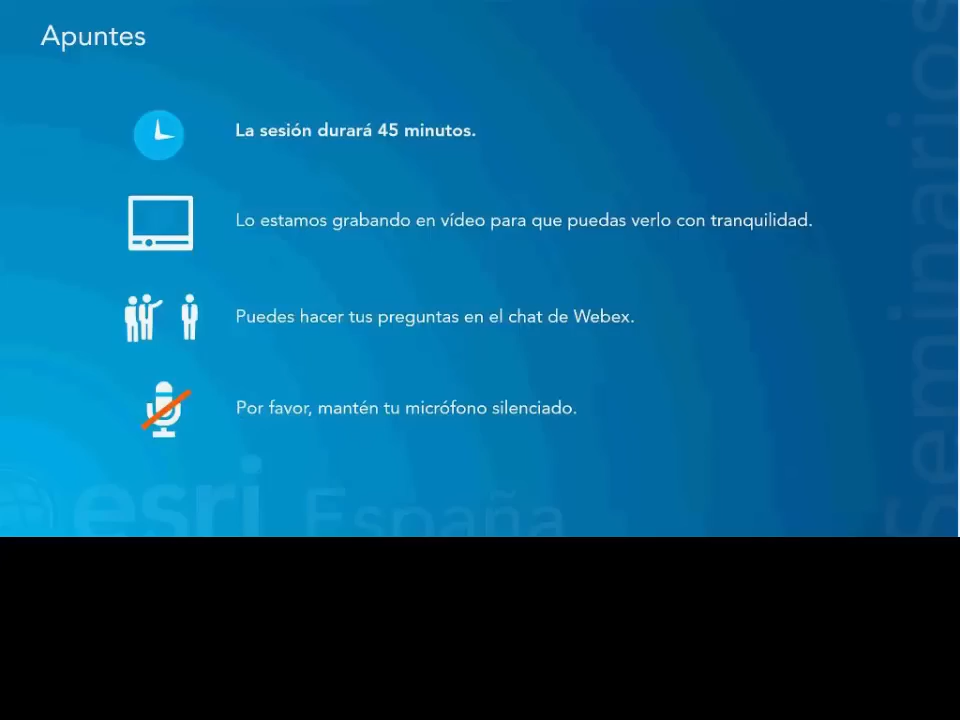 Apuntes
La sesión durará 45 minutos.
Lo estamos grabando en vídeo para que puedas verlo con tranquilidad.
Puedes hacer tus preguntas en el chat de Webex.
Por favor, mantén tu micrófono silenciado.
esri España
Seminarios